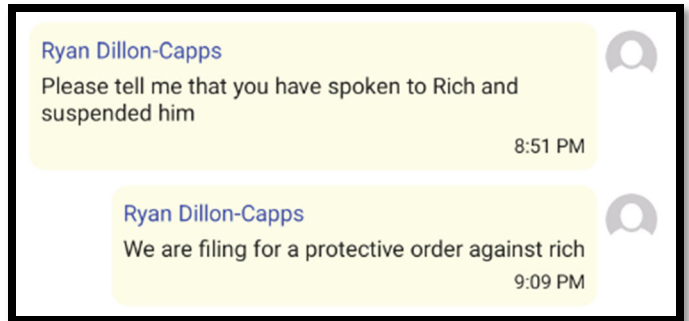 Ryan Dillon-Capps
Please tell me that you have spoken to Rich and
suspended him
8:51 PM
Ryan Dillon-Capps
We are filing for a protective order against rich
9:09 PM